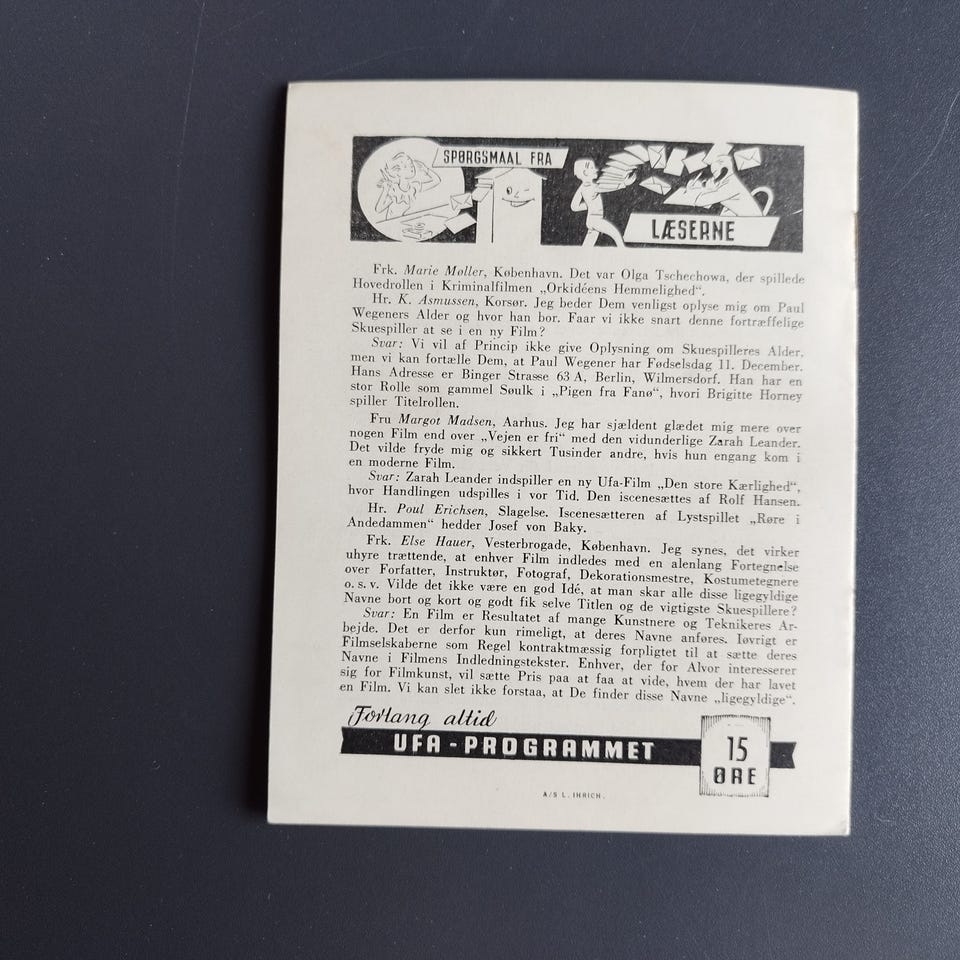 SPØRGSMAAL FRA
LÆSERNE
Frk. Marie Møller, København. Det var Olga Tschechowa, der spillede
Hovedrollen i Kriminalfilmen „Orkidéens Hemmelighed“.
Hr. K. Asmussen, Korsør. Jeg beder Dem venligst oplyse mig om Paul
Wegeners Alder og hvor han bor. Faar vi ikke snart denne fortræffelige
Skuespiller at se i en ny Film?
Svar: Vi vil af Princip ikke give Oplysning om Skuespilleres Alder,
men vi kan fortælle Dem, at Paul Wegener har Fødselsdag 11. December.
Hans Adresse er Binger Strasse 63 A, Berlin, Wilmersdorf. Han har en
stor Rolle som gammel Søulk i „Pigen fra Fanø“, hvori Brigitte Horney
spiller Titelrollen.
Fru Margot Madsen, Aarhus. Jeg har sjældent glædet mig mere over
nogen Film end over „Vejen er fri“ med den vidunderlige Zarah Leander.
Det vilde fryde mig og sikkert Tusinder andre, hvis hun engang kom i
en moderne Film.
Svar: Zarah Leander indspiller en ny Ufa-Film „Den store Kærlighed“,
hvor Handlingen udspilles i vor Tid. Den iscenesættes af Rolf Hansen.
Hr. Poul Erichsen, Slagelse. Iscenesætteren af Lystspillet „Røre i
Andedammen“ hedder Josef von Baky.
Frk. Else Hauer, Vesterbrogade, København. Jeg synes, det virker
uhyre trættende, at enhver Film indledes med en alenlang Fortegnelse
over Forfatter, Instruktør, Fotograf, Dekorationsmestre, Kostumetegnere
o. s. v. Vilde det ikke være en god Idé, at man skar alle disse ligegyldige
Navne bort og kort og godt fik selve Titlen og de vigtigste Skuespillere?
Svar: En Film er Resultatet af mange Kunstnere og Teknikeres Ar-
bejde. Det er derfor kun rimeligt, at deres Navne anføres. Iøvrigt er
Filmselskaberne som Regel kontraktmæssig forpligtet til at sætte deres
Navne i Filmens Indledningstekster. Enhver, der for Alvor interesserer
sig for Filmkunst, vil sætte Pris paa at faa at vide, hvem der har lavet
en Film. Vi kan slet ikke forstaa, at De finder disse Navne „ligegyldige“.
Forlang altid
UFA-PROGRAMMET
15
ØRE
A/S L. IHRICH.